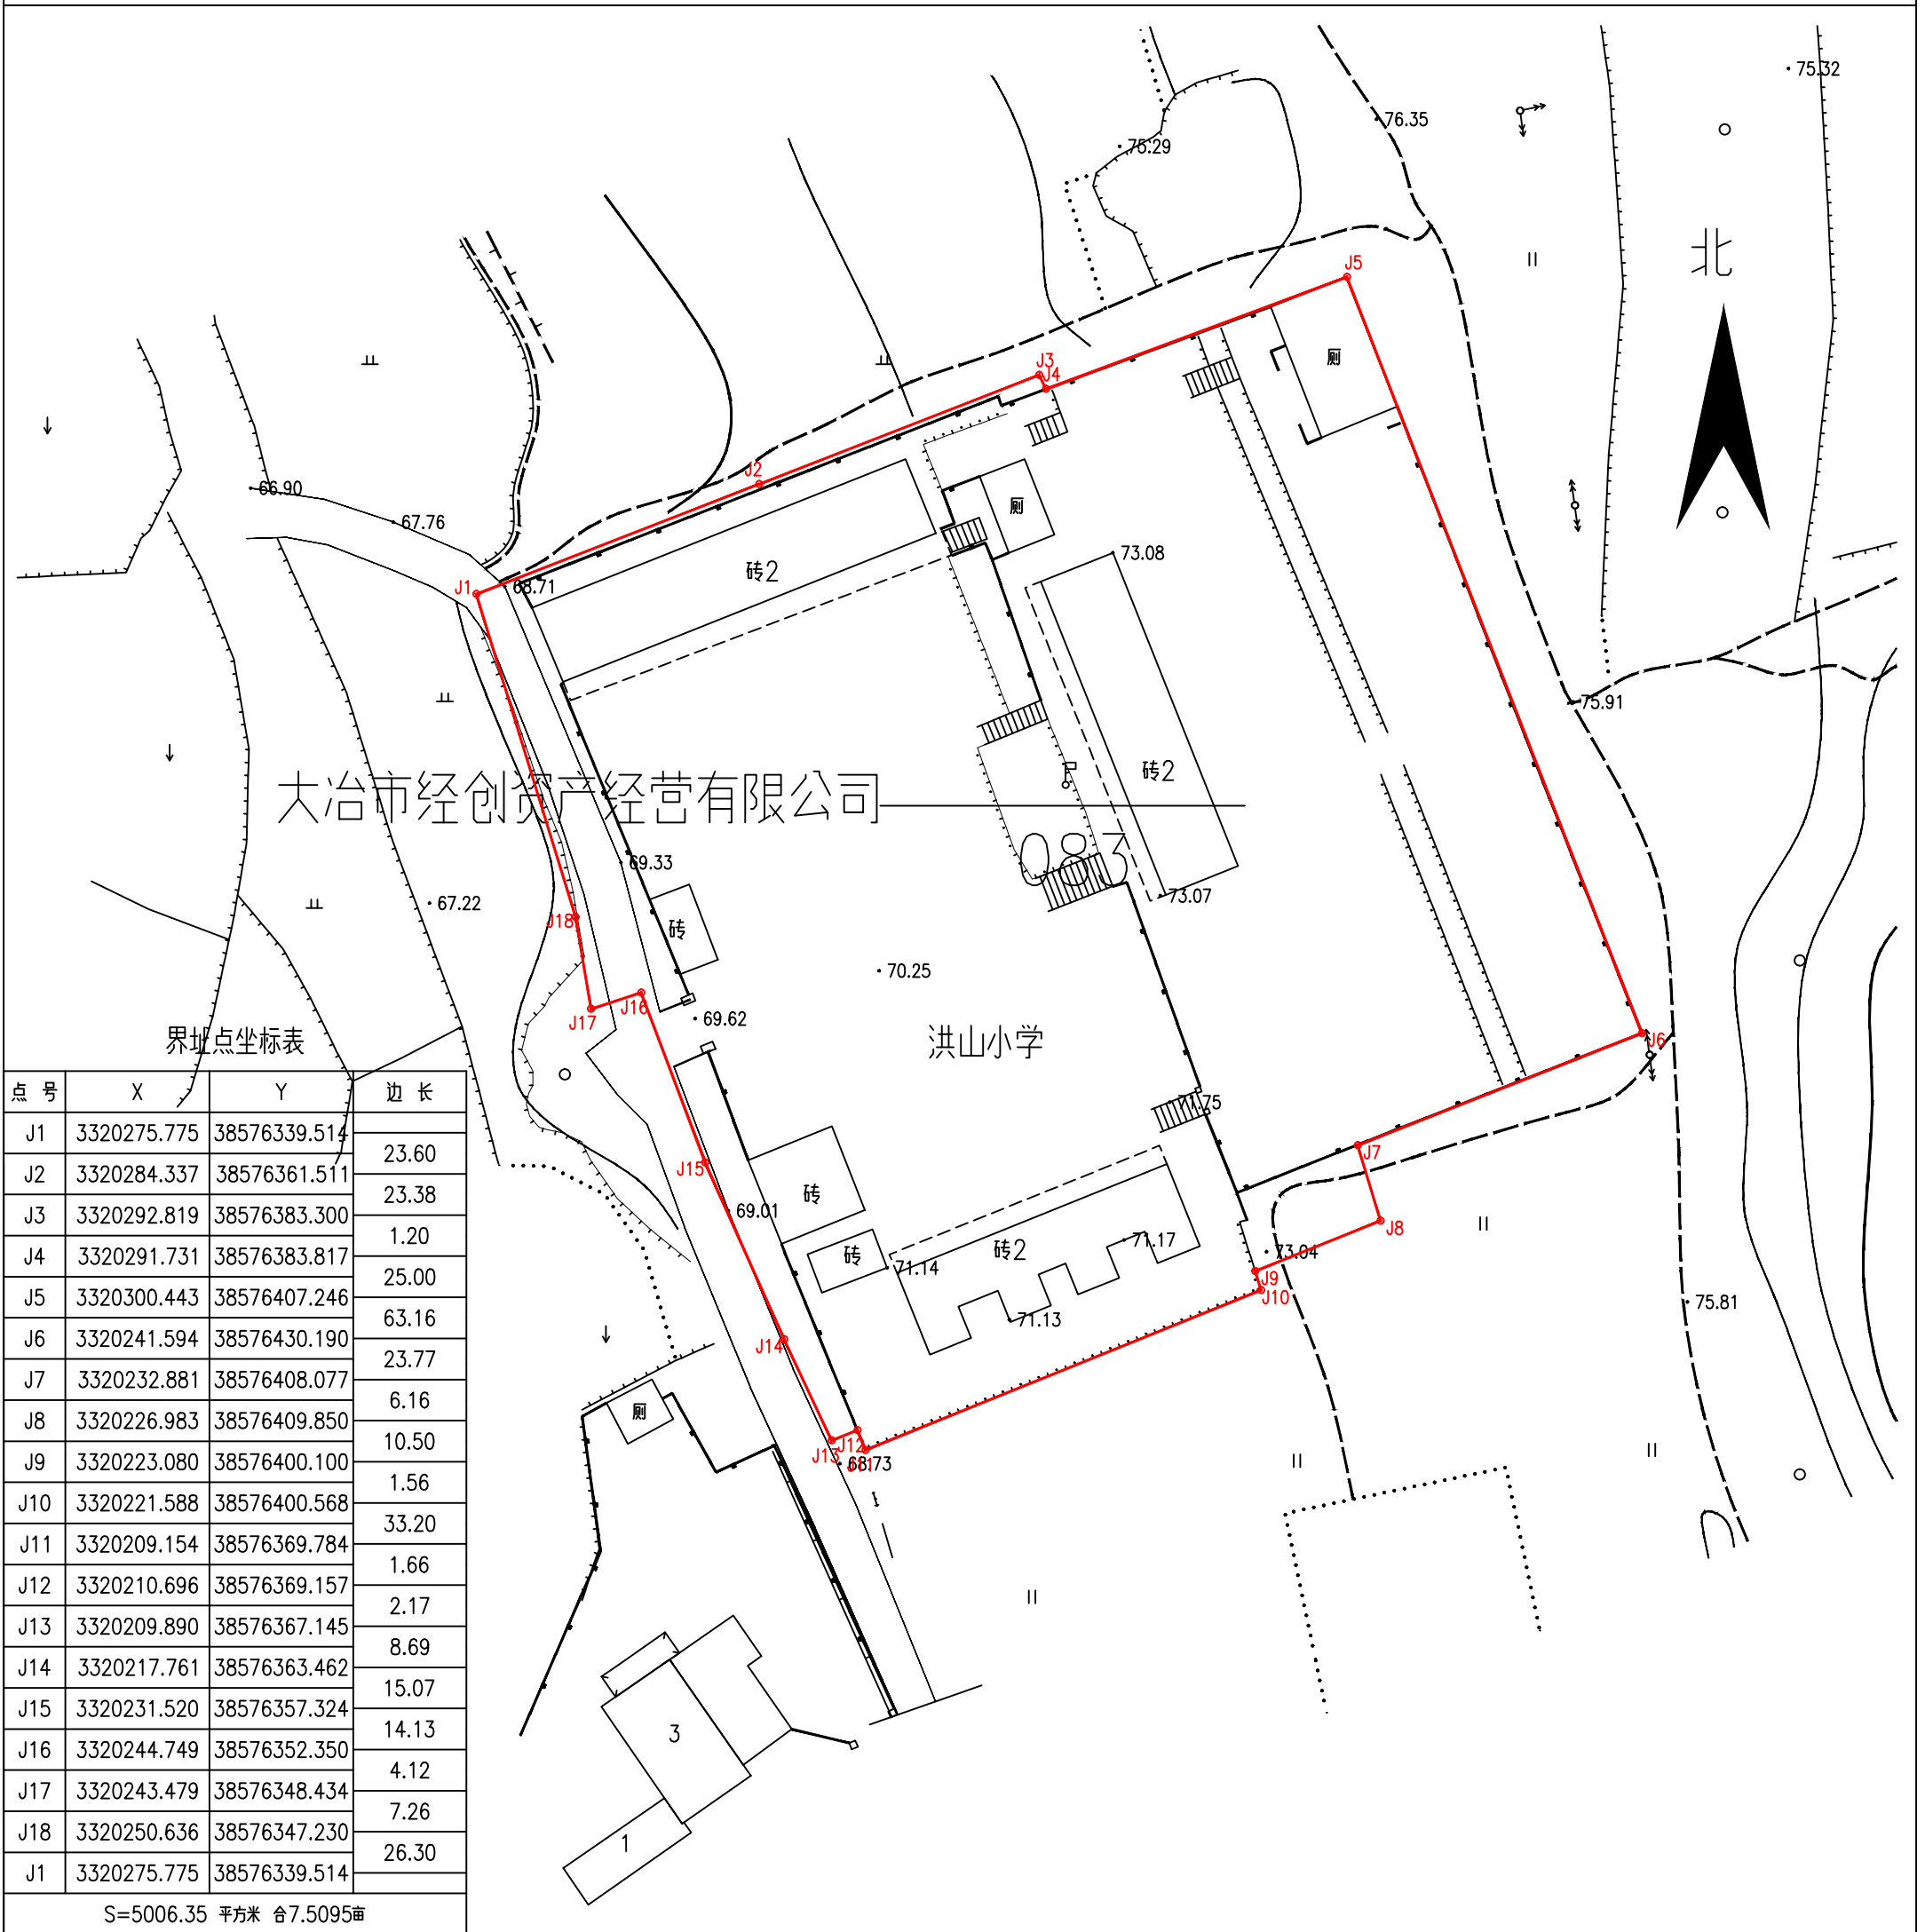 75.32
76.35
75.29
北
J5
厕
J3
J4
J2
66.90
67.76
厕
砖2
73.08
J1
68.71
75.91
砖2
大冶市经创资产经营有限公司
083
69.33
73.07
67.22
J18
砖
70.25
J16
J17
69.62
洪山小学
J6
71.75
J7
J15
砖
69.01
J8
71.17
砖2
砖
73.04
71.14
J9
J10
75.81
71.13
J14
厕
J12
J13
J11
68.73
3
1
界址点坐标表
点 号 X Y 边 长
J1 3320275.775 38576339.514
23.60
J2 3320284.337 38576361.511
23.38
J3 3320292.819 38576383.300
1.20
J4 3320291.731 38576383.817
25.00
J5 3320300.443 38576407.246
63.16
J6 3320241.594 38576430.190
23.77
J7 3320232.881 38576408.077
6.16
J8 3320226.983 38576409.850
10.50
J9 3320223.080 38576400.100
1.56
J10 3320221.588 38576400.568
33.20
J11 3320209.154 38576369.784
1.66
J12 3320210.696 38576369.157
2.17
J13 3320209.890 38576367.145
8.69
J14 3320217.761 38576363.462
15.07
J15 3320231.520 38576357.324
14.13
J16 3320244.749 38576352.350
4.12
J17 3320243.479 38576348.434
7.26
J18 3320250.636 38576347.230
26.30
J1 3320275.775 38576339.514
S=5006.35 平方米 合7.5095亩